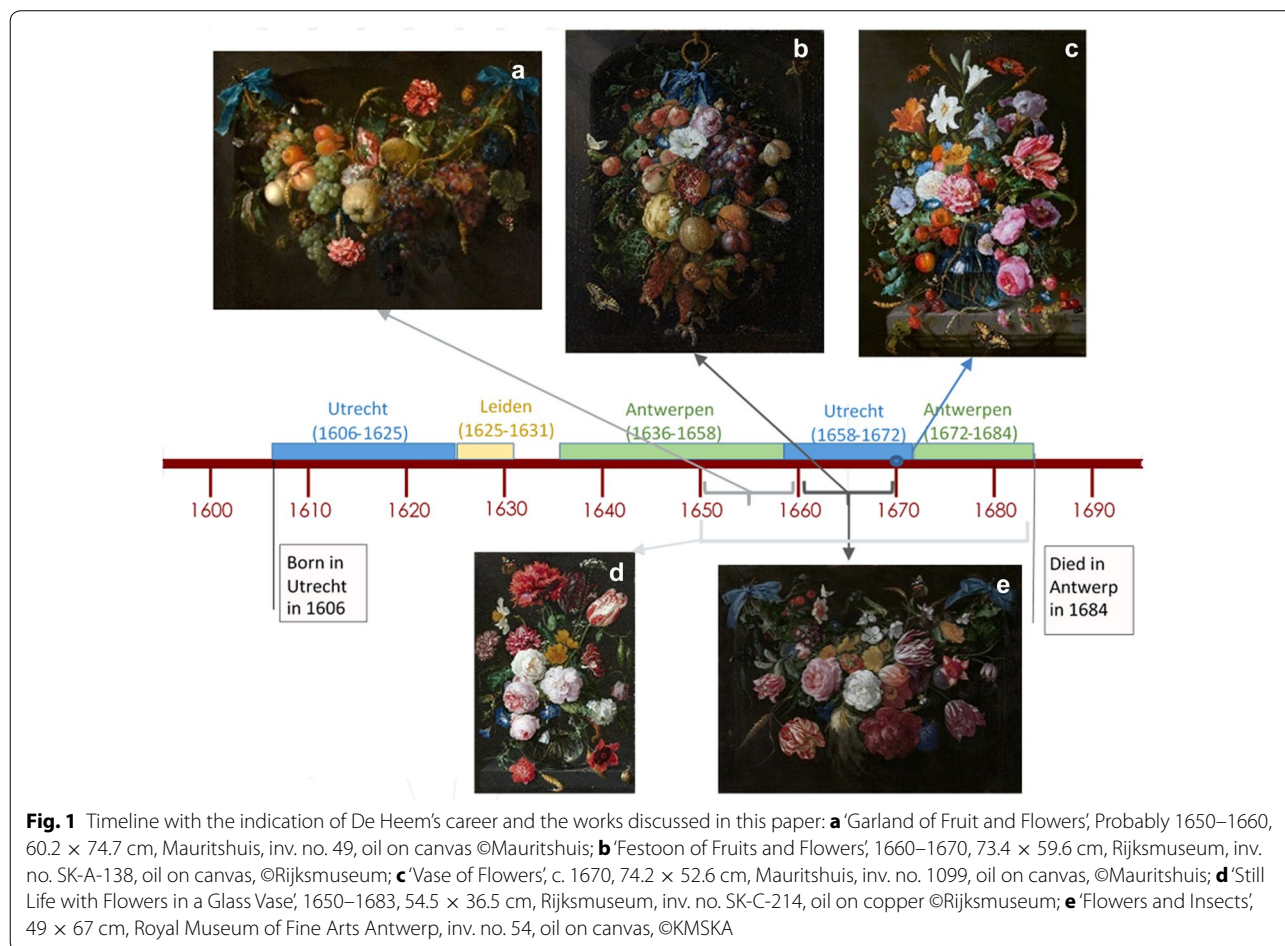 a
b
c
Utrecht
(1606-1625)
Leiden
(1625-1631)
Antwerpen
(1636-1658)
Utrecht
(1658-1672)
Antwerpen
(1672-1684)
1600
1610
1620
1630
1640
1650
1660
1670
1680
1690
Born in
Utrecht
in 1606
d
e
Died in
Antwerp
in 1684
Fig. 1 Timeline with the indication of De Heem's career and the works discussed in this paper: a 'Garland of Fruit and Flowers', Probably 1650–1660,
60.2 × 74.7 cm, Mauritshuis, inv. no. 49, oil on canvas ©Mauritshuis; b 'Festoon of Fruits and Flowers', 1660–1670, 73.4 × 59.6 cm, Rijksmuseum, inv.
no. SK-A-138, oil on canvas, ©Rijksmuseum; c 'Vase of Flowers', c. 1670, 74.2 × 52.6 cm, Mauritshuis, inv. no. 1099, oil on canvas, ©Mauritshuis; d 'Still
Life with Flowers in a Glass Vase', 1650–1683, 54.5 × 36.5 cm, Rijksmuseum, inv. no. SK-C-214, oil on copper ©Rijksmuseum; e 'Flowers and Insects',
49 × 67 cm, Royal Museum of Fine Arts Antwerp, inv. no. 54, oil on canvas, ©KMSKA